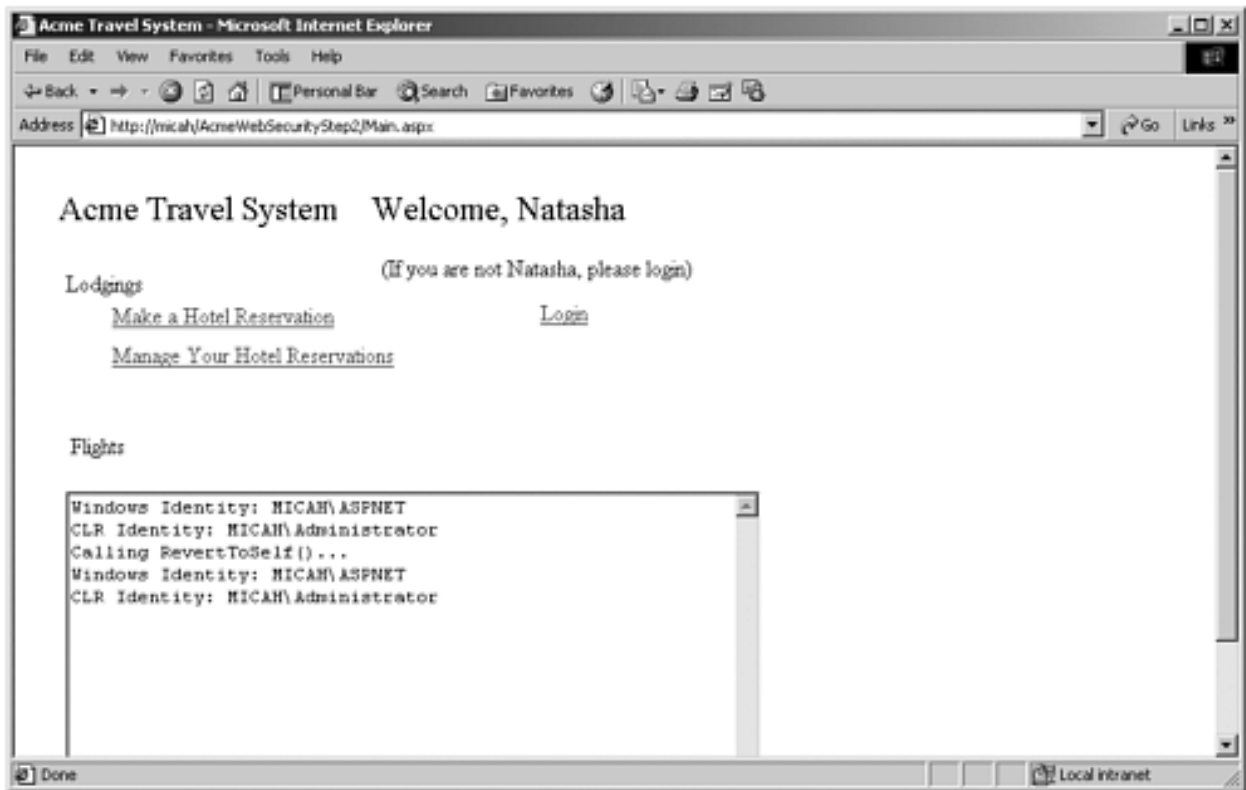 Acme Travel System - Microsoft Internet Explorer
File Edit View Favorites Tools Help
Back Personal Bar Search Favorites
Address http://micah/AcmeWebSecurityStep2/Main.aspx Go Links »
Acme Travel System Welcome, Natasha
(If you are not Natasha, please login)
Lodgings
Make a Hotel Reservation Login
Manage Your Hotel Reservations
Flights
Windows Identity: MICAH\ASPNET
CLR Identity: MICAH\Administrator
Calling RevertToSelf()...
Windows Identity: MICAH\ASPNET
CLR Identity: MICAH\Administrator
Done Local intranet